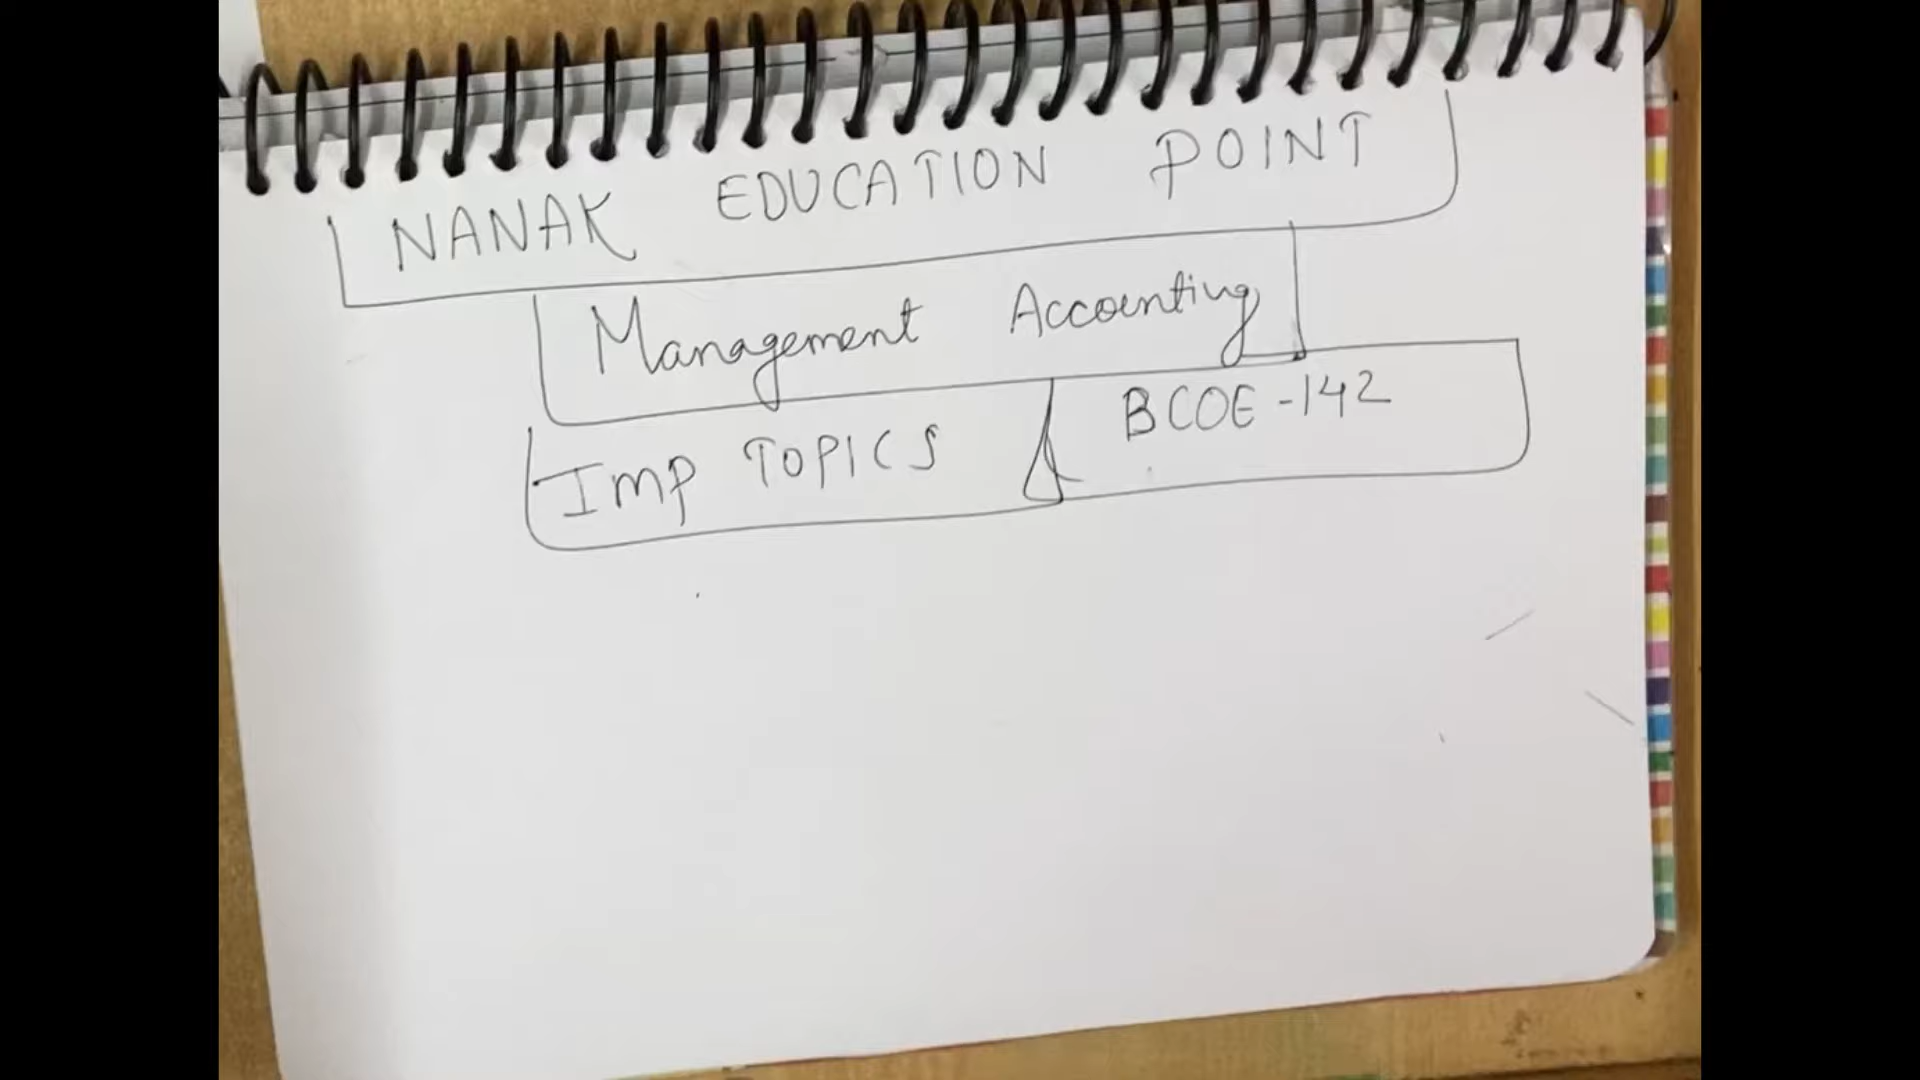 NANAK EDUCATION POINT
Management Accounting
Imp TOPICS BCOE-142